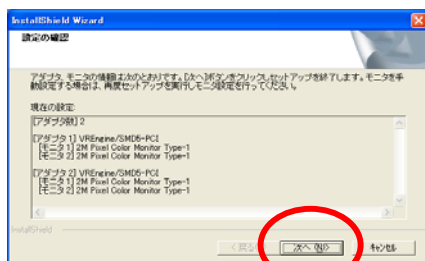 InstallShield Wizard
設定の確認
アダプタ、モニタの情報は次のとおりです。[次へ]ボタンをクリックしセットアップを終了します。モニタを手
動設定する場合は、再度セットアップを実行しモニタ設定を行ってください。
現在の設定:
[アダプタ数] 2
[アダプタ 1] VREngine/SMD5-PCI
[モニタ 1] 2M Pixel Color Monitor Type-1
[モニタ 2] 2M Pixel Color Monitor Type-1
[アダプタ 2] VREngine/SMD5-PCI
[モニタ 1] 2M Pixel Color Monitor Type-1
[モニタ 2] 2M Pixel Color Monitor Type-1
InstallShield
< 戻る 次へ (N)> キャンセル